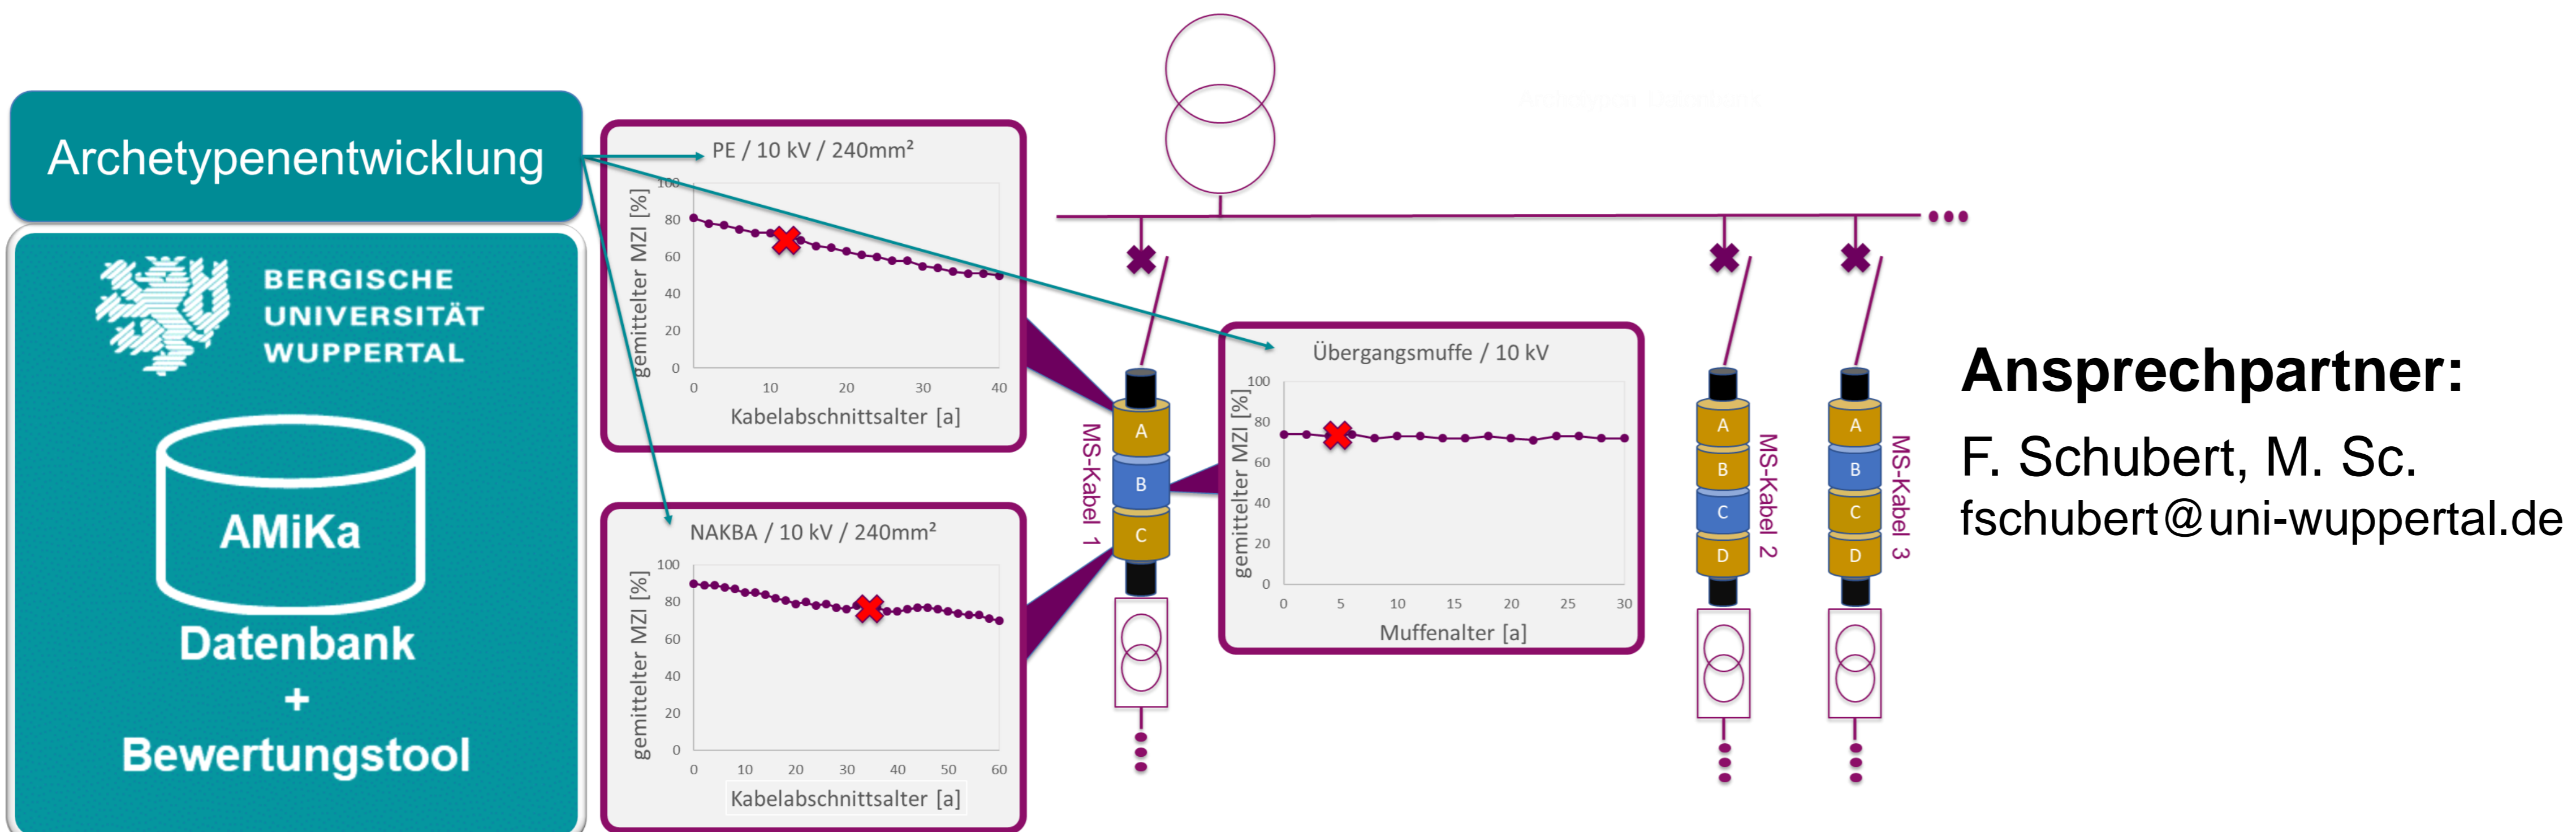 Archetypenentwicklung
BERGISCHE
UNIVERSITÄT
WUPPERTAL
AMiKa
Datenbank
+
Bewertungstool
PE / 10 kV / 240mm²
gemittelter MZI [%]
100
80
60
40
20
0
0 10 20 30 40
Kabelabschnittsalter [a]
NAKBA / 10 kV / 240mm²
gemittelter MZI [%]
100
80
60
40
20
0
0 10 20 30 40 50 60
Kabelabschnittsalter [a]
MS-Kabel 1
A
B
C
Übergangsmuffe / 10 kV
gemittelter MZI [%]
100
80
60
40
20
0
0 5 10 15 20 25 30
Muffenalter [a]
A
B
C
D
MS-Kabel 2
A
B
C
D
MS-Kabel 3
Ansprechpartner:
F. Schubert, M. Sc.
fschubert@uni-wuppertal.de